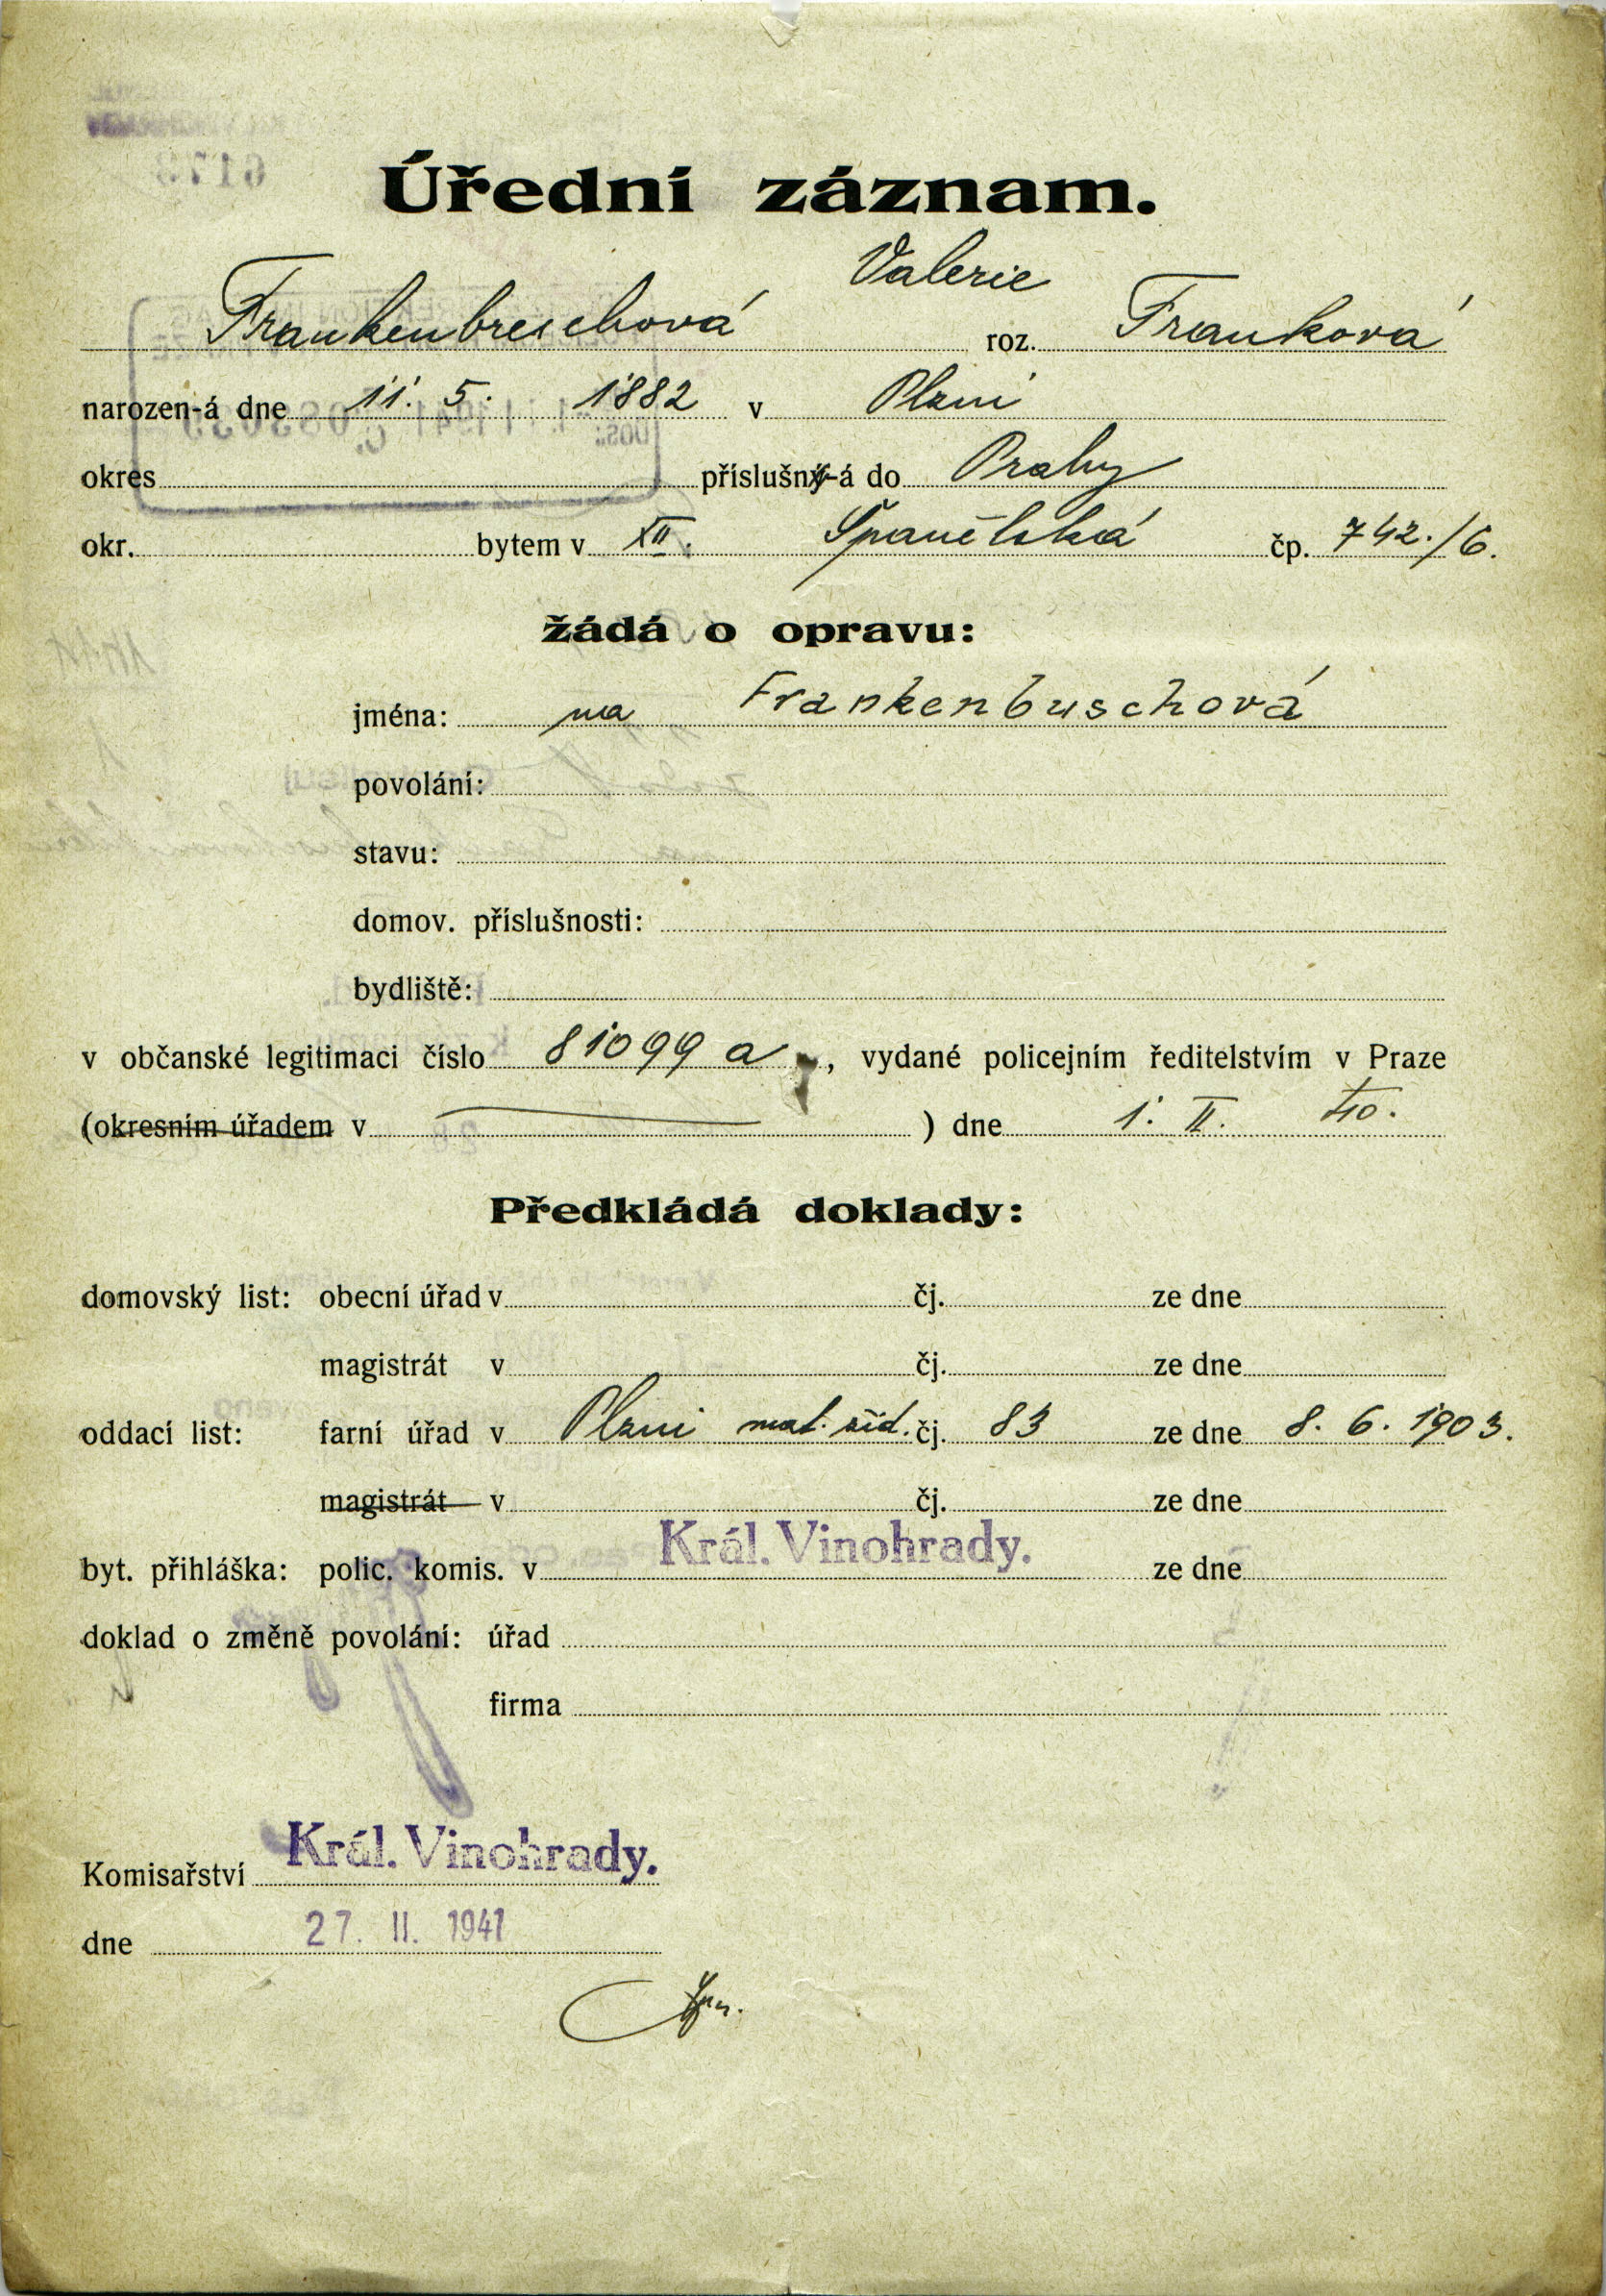 Úřední záznam.
Valerie
Frankenbreschová roz. Franková
narozen-á dne 11. 5. 1882 v Plzni
okres příslušný-á do Prahy
okr. bytem v XII. Španělská čp. 742./6.
žádá o opravu:
jména: na Frankenbuschová
povolání:
stavu:
domov. příslušnosti:
bydliště:
v občanské legitimaci číslo 81099 a, vydané policejním ředitelstvím v Praze
(okresním úřadem v ) dne 1. II. 40.
Předkládá doklady:
domovský list: obecní úřad v čj. ze dne
magistrát v čj. ze dne
oddací list: farní úřad v Plzni mat. žid. čj. 83 ze dne 8. 6. 1903.
magistrát v čj. ze dne
byt. přihláška: polic. komis. v Král. Vinohrady. ze dne
doklad o změně povolání: úřad
firma
Komisařství Král. Vinohrady.
dne 27. II. 1941